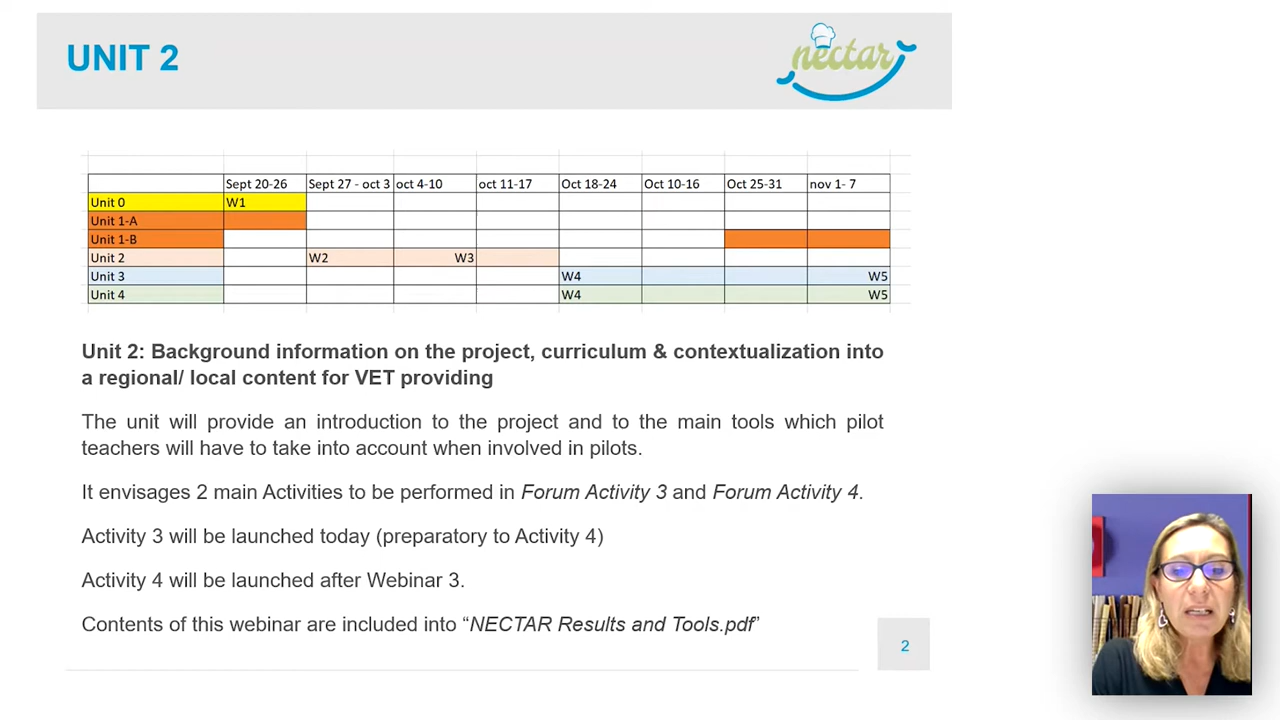 UNIT 2
nectar
Sept 20-26 Sept 27 - oct 3 oct 4-10 oct 11-17 Oct 18-24 Oct 10-16 Oct 25-31 nov 1- 7
Unit 0 W1
Unit 1-A
Unit 1-B
Unit 2 W2 W3
Unit 3 W4 W5
Unit 4 W4 W5
Unit 2: Background information on the project, curriculum & contextualization into
a regional/ local content for VET providing
The unit will provide an introduction to the project and to the main tools which pilot
teachers will have to take into account when involved in pilots.
It envisages 2 main Activities to be performed in Forum Activity 3 and Forum Activity 4.
Activity 3 will be launched today (preparatory to Activity 4)
Activity 4 will be launched after Webinar 3.
Contents of this webinar are included into “NECTAR Results and Tools.pdf”
2